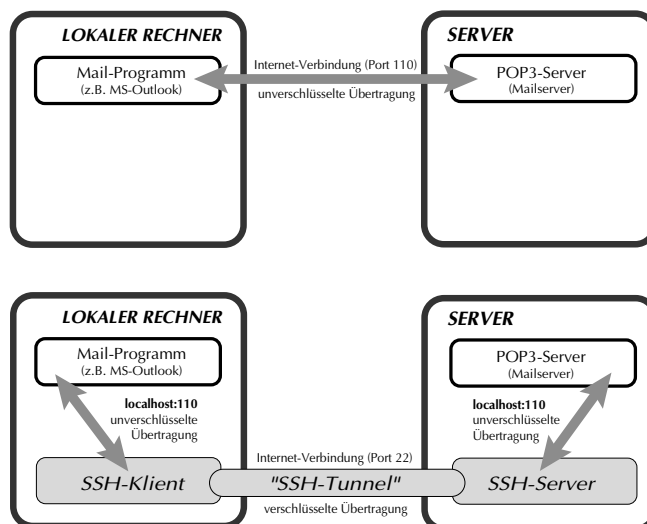 LOKALER RECHNER
Mail-Programm
(z.B. MS-Outlook)
Internet-Verbindung (Port 110)
unverschlüsselte Übertragung
SERVER
POP3-Server
(Mailserver)
LOKALER RECHNER
Mail-Programm
(z.B. MS-Outlook)
localhost:110
unverschlüsselte
Übertragung
SSH-Klient
Internet-Verbindung (Port 22)
"SSH-Tunnel"
verschlüsselte Übertragung
SERVER
POP3-Server
(Mailserver)
localhost:110
unverschlüsselte
Übertragung
SSH-Server